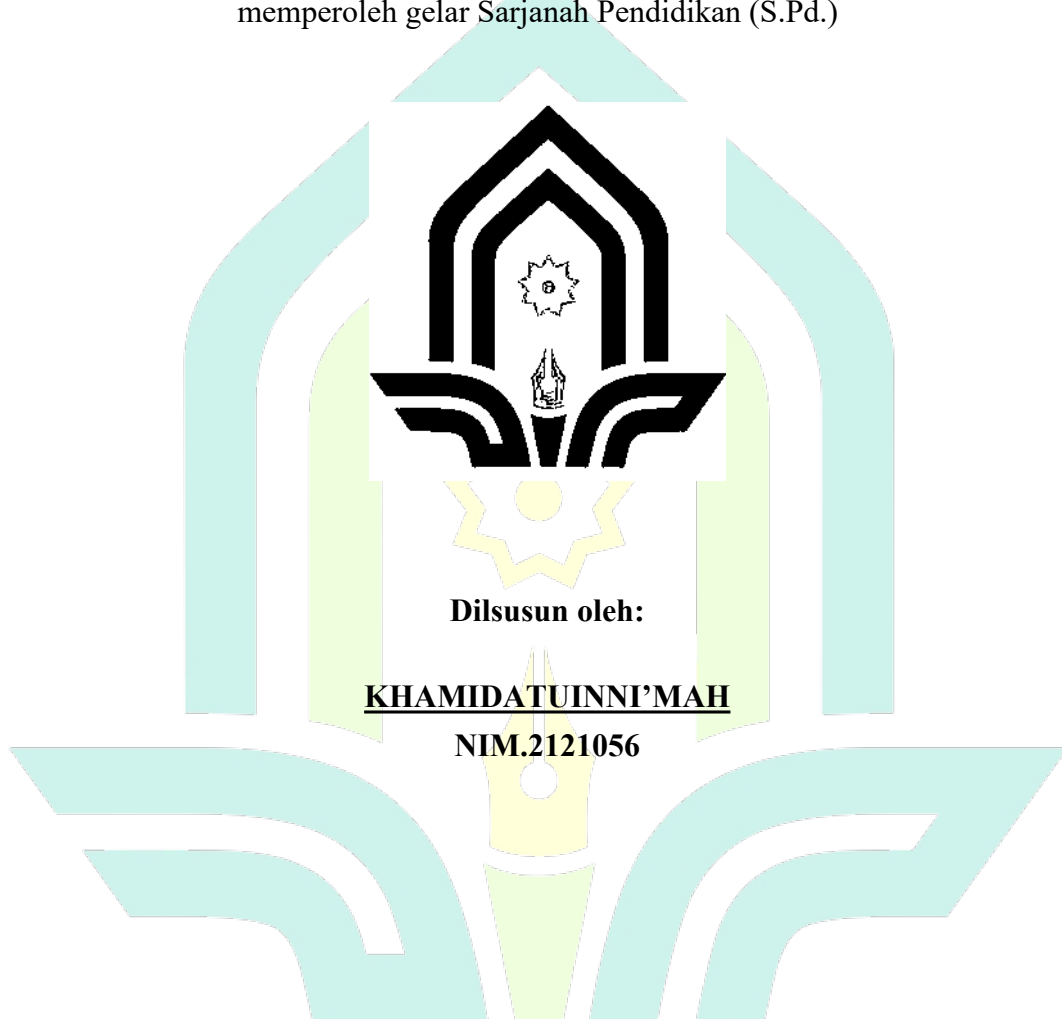 memperoleh gelar Sarjanah Pendidikan (S.Pd.)
Dilsusun oleh:
KHAMIDATUINNI’MAH
NIM.2121056